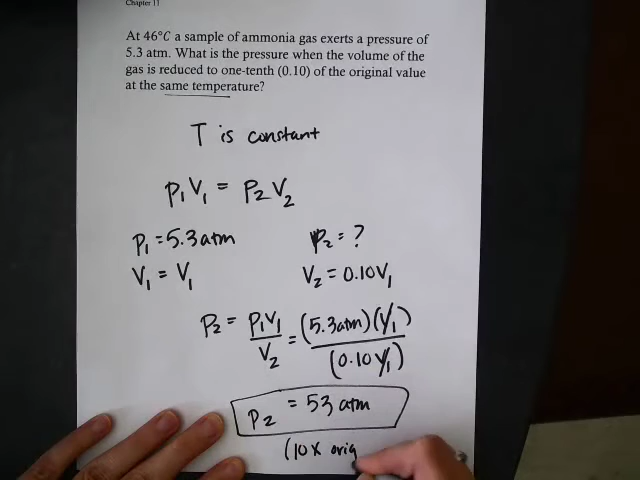 Chapter 11
At 46°C a sample of ammonia gas exerts a pressure of
5.3 atm. What is the pressure when the volume of the
gas is reduced to one-tenth (0.10) of the original value
at the same temperature?
T is constant
P₁V₁ = P₂V₂
P₁ = 5.3 atm P₂ = ?
V₁ = V₁ V₂ = 0.10V₁
P₂ = P₁V₁/V₂ = (5.3 atm)(V₁)/(0.10 V₁)
P₂ = 53 atm
(10x orig